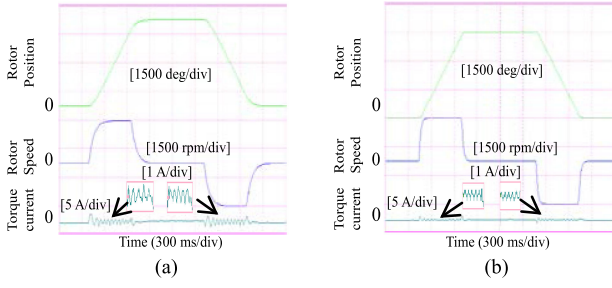 Rotor
Position
[1500 deg/div]
0
Rotor
Speed
0
[1500 rpm/div]
[1 A/div]
Torque
current
[5 A/div]
0
Time (300 ms/div)
(a)
Rotor
Position
[1500 deg/div]
0
Rotor
Speed
0
[1500 rpm/div]
[1 A/div]
Torque
current
[5 A/div]
0
Time (300 ms/div)
(b)